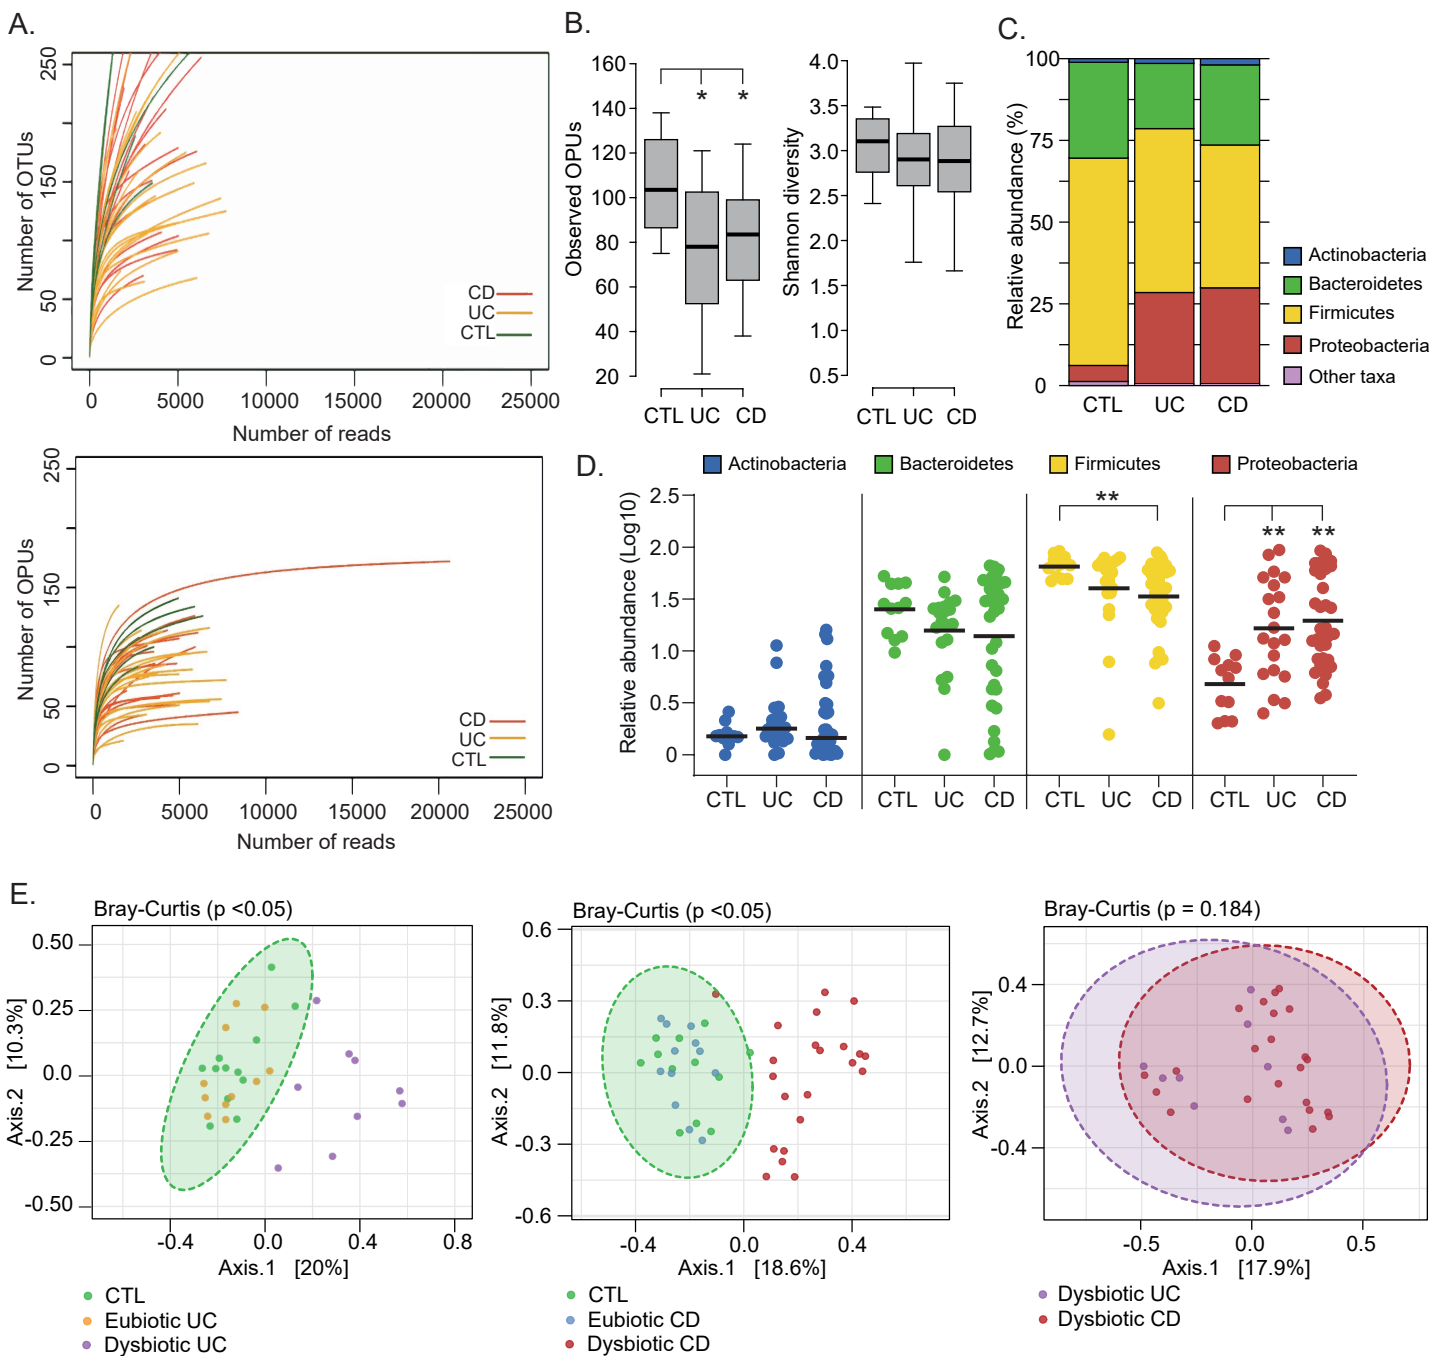 A.
250
150
50
0
Number of OTUs
CD
UC
CTL
0 5000 10000 15000 20000 25000
Number of reads
250
150
50
0
Number of OPUs
CD
UC
CTL
0 5000 10000 15000 20000 25000
Number of reads
B.
160
140
120
100
80
60
40
20
Observed OPUs
* *
CTL UC CD
4.0
3.5
3.0
2.5
2.0
1.5
1.0
0.5
Shannon diversity
CTL UC CD
C.
100
75
50
25
0
Relative abundance (%)
CTL UC CD
Actinobacteria
Bacteroidetes
Firmicutes
Proteobacteria
Other taxa
D.
Actinobacteria Bacteroidetes Firmicutes Proteobacteria
2.5
2.0
1.5
1.0
0.5
0
Relative abundance (Log10)
**
** **
CTL UC CD CTL UC CD CTL UC CD CTL UC CD
E.
Bray-Curtis (p <0.05)
0.50
0.25
0.0
-0.25
-0.50
Axis.2 [10.3%]
-0.4 0.0 0.4 0.8
Axis.1 [20%]
CTL
Eubiotic UC
Dysbiotic UC
Bray-Curtis (p <0.05)
0.6
0.3
0.0
-0.3
-0.6
Axis.2 [11.8%]
-0.4 0.0 0.4
Axis.1 [18.6%]
CTL
Eubiotic CD
Dysbiotic CD
Bray-Curtis (p = 0.184)
0.4
0.0
-0.4
Axis.2 [12.7%]
-0.5 0.0 0.5
Axis.1 [17.9%]
Dysbiotic UC
Dysbiotic CD